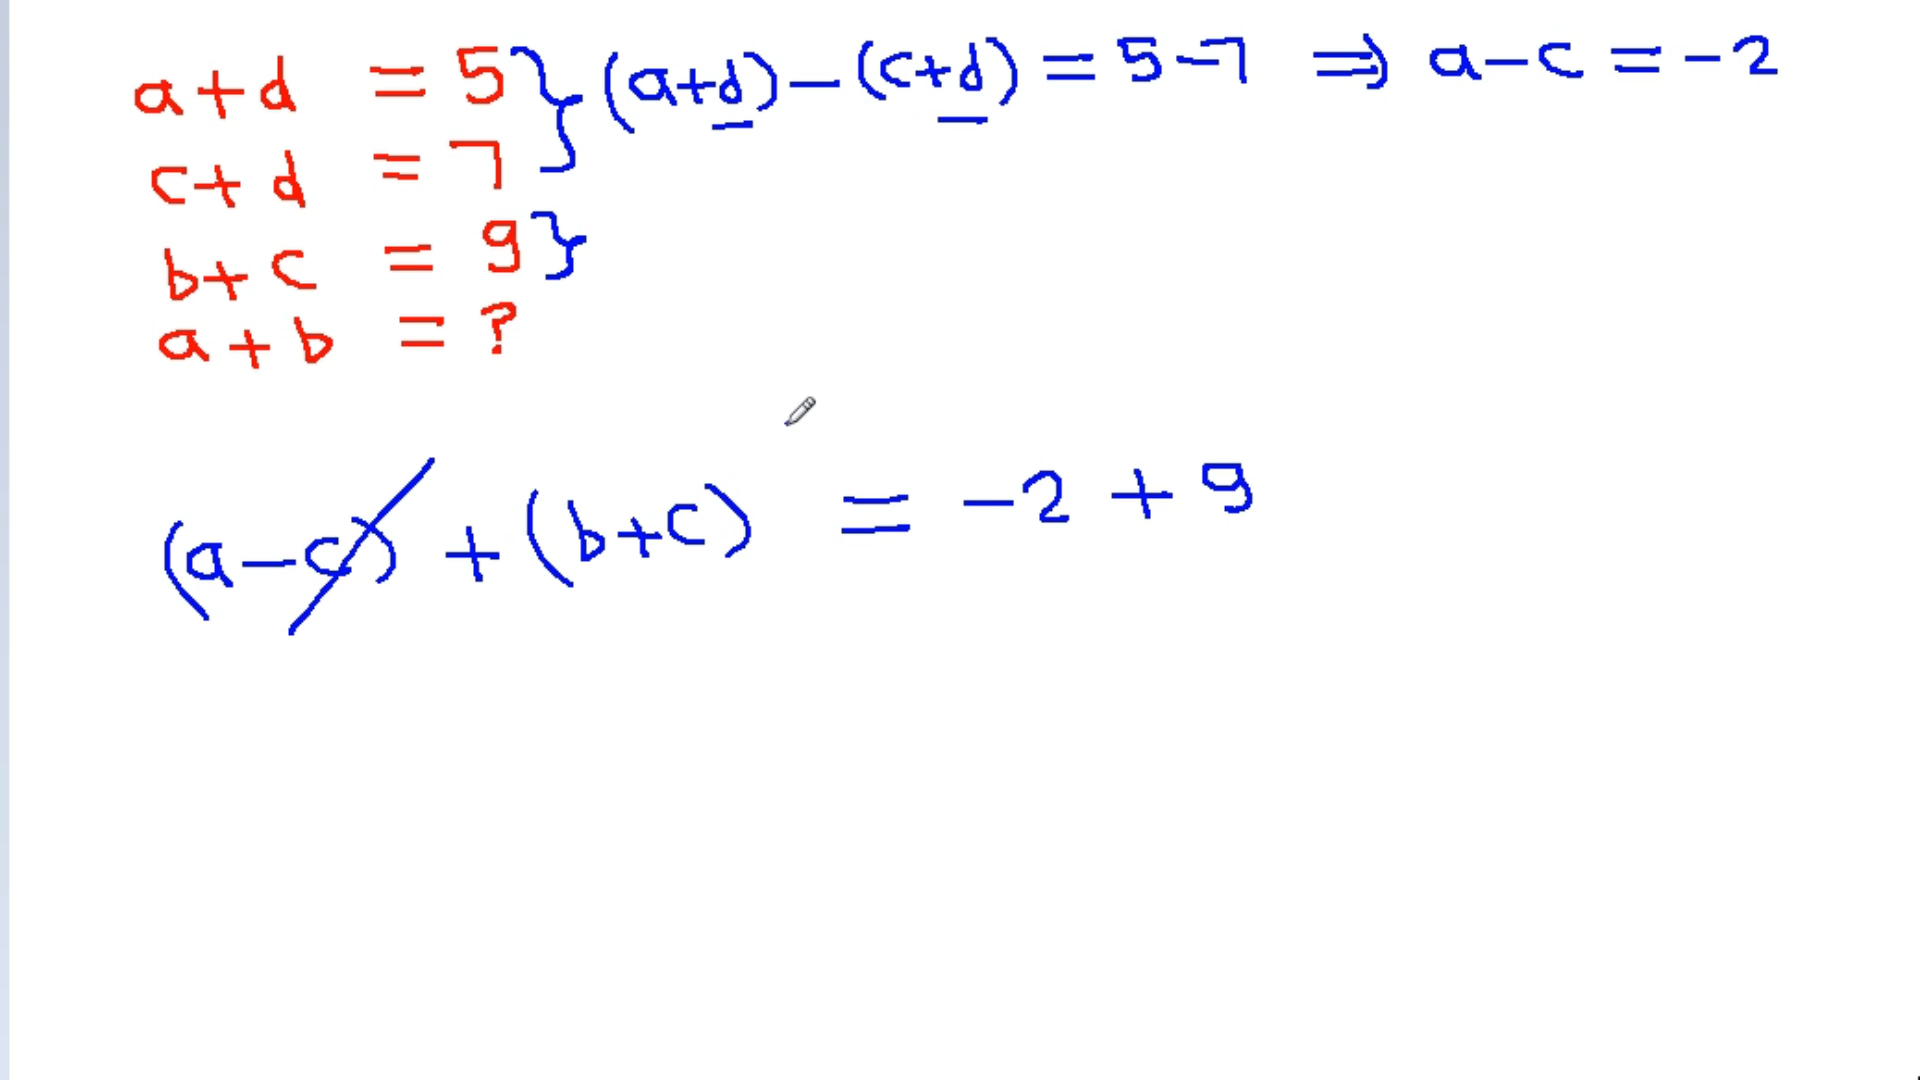 a+d = 5} (a+d)-(c+d) = 5-7 ⇒ a-c = -2
c+d = 7
b+c = 9}
a+b = ?
(a-c)+(b+c) = -2+9